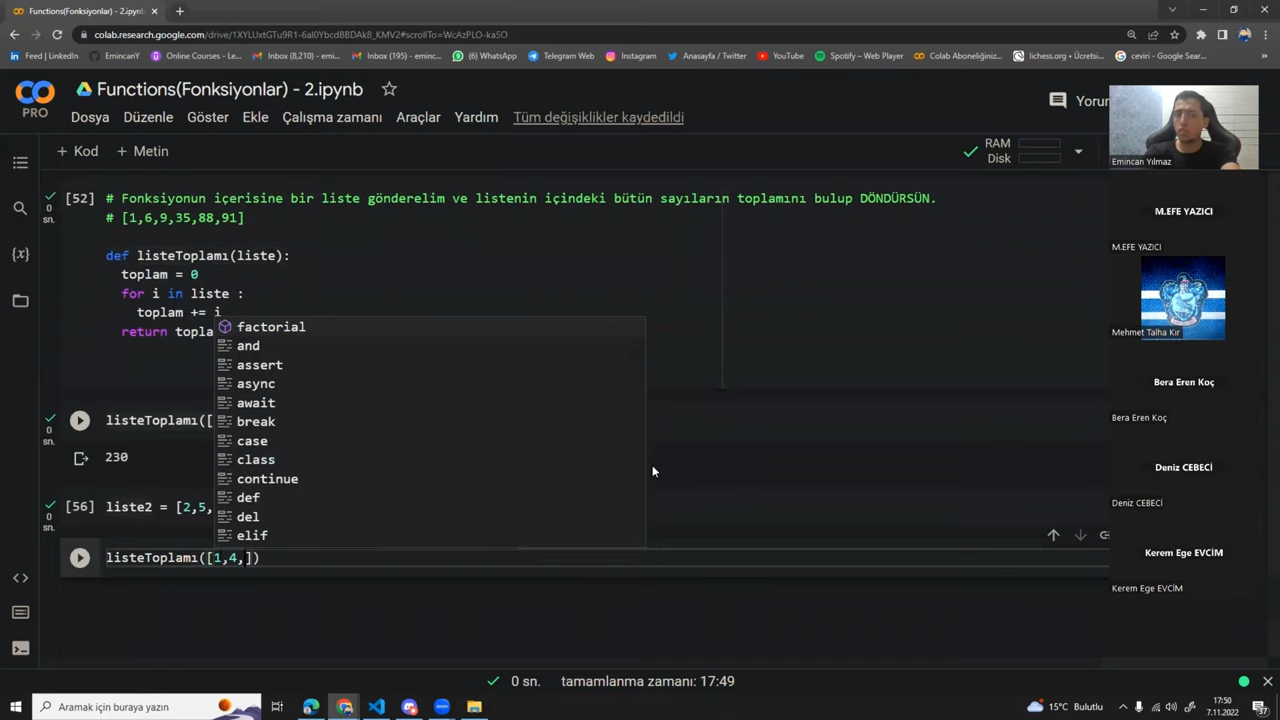 Functions(Fonksiyonlar) - 2.ipynb
colab.research.google.com/drive/1XYLUxtGTu9R1-6al0YbcdBBDAk8_KMV2#scrollTo=WcAzPLO-kaSO
Feed | LinkedIn
EmincanY
Online Courses - L...
Inbox (8,210) - emi...
Inbox (195) - eminc...
(6) WhatsApp
Telegram Web
Instagram
Anasayfa / Twitter
YouTube
Spotify – Web Player
Colab Aboneliğiniz...
lichess.org • Ücretsi...
ceviri - Google Sear...
PRO
Functions(Fonksiyonlar) - 2.ipynb
Dosya Düzenle Göster Ekle Çalışma zamanı Araçlar Yardım Tüm değişiklikler kaydedildi
Yorum
Emincan Yılmaz
+ Kod + Metin
RAM
Disk
[52] # Fonksiyonun içerisine bir liste gönderelim ve listenin içindeki bütün sayıların toplamını bulup DÖNDÜRSÜN.
0 sn.
# [1,6,9,35,88,91]
def listeToplamı(liste):
toplam = 0
for i in liste :
toplam += i
return topla
factorial
and
assert
async
await
break
case
class
continue
def
del
elif
listeToplamı([
0 sn.
230
[56] liste2 = [2,5,
0 sn.
listeToplamı([1,4,])
M.EFE YAZICI
M.EFE YAZICI
Mehmet Talha Kır
Bera Eren Koç
Bera Eren Koç
Deniz CEBECİ
Deniz CEBECİ
Kerem Ege EVCİM
Kerem Ege EVCİM
0 sn. tamamlanma zamanı: 17:49
Aramak için buraya yazın
15°C Bulutlu
17:50
7.11.2022
37